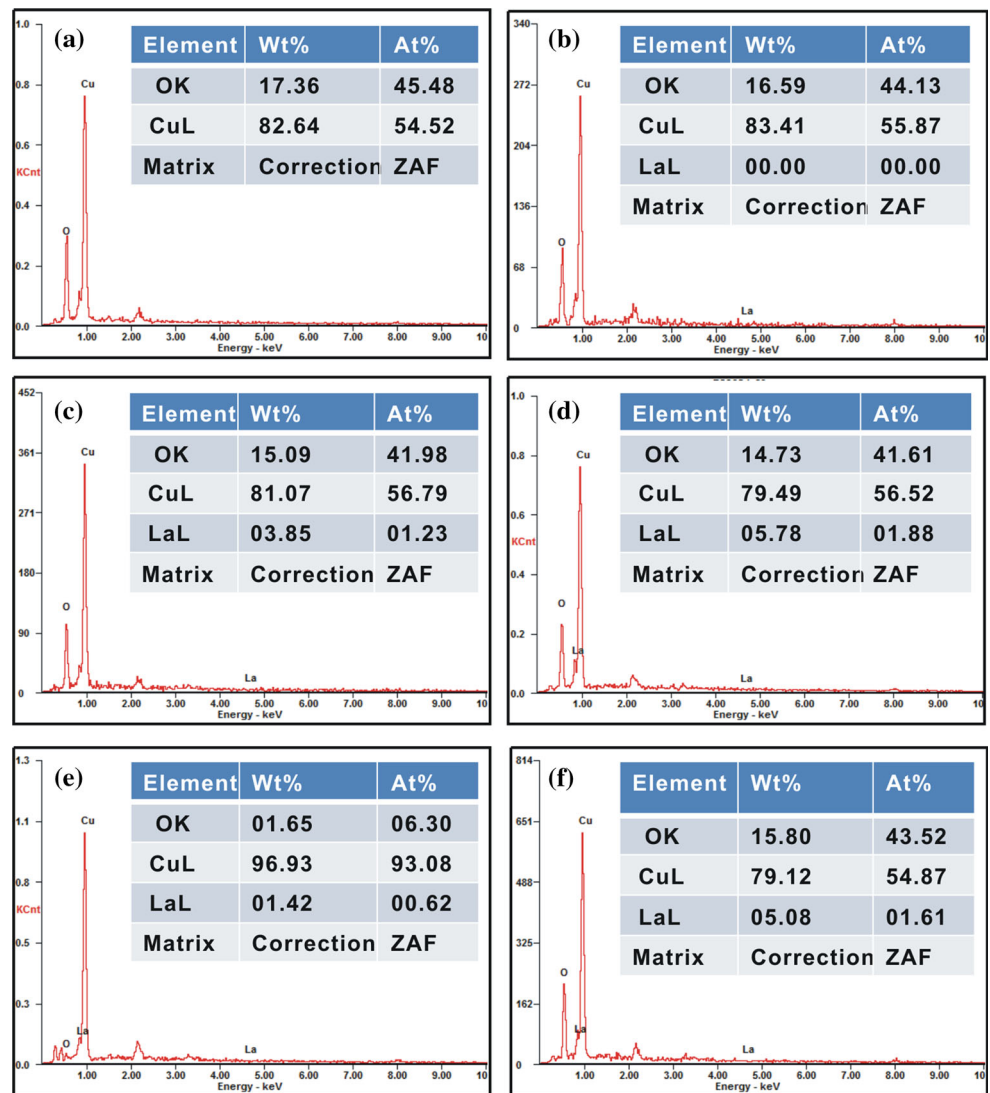 (a)
Element Wt% At%
OK 17.36 45.48
CuL 82.64 54.52
Matrix Correction ZAF
1.0
0.8
0.6
KCnt
0.4
0.2
0.0
Cu
O
1.00 2.00 3.00 4.00 5.00 6.00 7.00 8.00 9.00 10
Energy - keV
(b)
Element Wt% At%
OK 16.59 44.13
CuL 83.41 55.87
LaL 00.00 00.00
Matrix Correction ZAF
340
272
204
136
68
0
Cu
O
La
1.00 2.00 3.00 4.00 5.00 6.00 7.00 8.00 9.00 10
Energy - keV
(c)
Element Wt% At%
OK 15.09 41.98
CuL 81.07 56.79
LaL 03.85 01.23
Matrix Correction ZAF
452
361
271
180
90
0
Cu
O
La
1.00 2.00 3.00 4.00 5.00 6.00 7.00 8.00 9.00 10
Energy - keV
(d)
Element Wt% At%
OK 14.73 41.61
CuL 79.49 56.52
LaL 05.78 01.88
Matrix Correction ZAF
1.0
0.8
0.6
KCnt
0.4
0.2
0.0
Cu
O
La
La
1.00 2.00 3.00 4.00 5.00 6.00 7.00 8.00 9.00 10
Energy - keV
(e)
Element Wt% At%
OK 01.65 06.30
CuL 96.93 93.08
LaL 01.42 00.62
Matrix Correction ZAF
1.3
1.1
0.8
KCnt
0.5
0.3
0.0
Cu
La
O
La
1.00 2.00 3.00 4.00 5.00 6.00 7.00 8.00 9.00 10
Energy - keV
(f)
Element Wt% At%
OK 15.80 43.52
CuL 79.12 54.87
LaL 05.08 01.61
Matrix Correction ZAF
814
651
488
325
162
0
Cu
O
La
La
1.00 2.00 3.00 4.00 5.00 6.00 7.00 8.00 9.00 10
Energy - keV